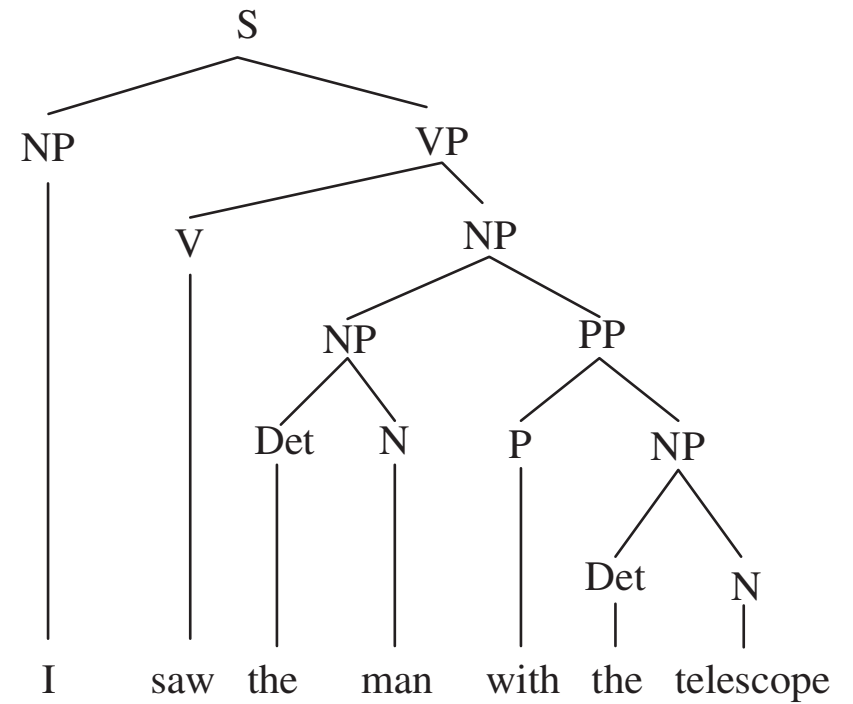 S
NP VP
V NP
NP PP
Det N P NP
Det N
I saw the man with the telescope